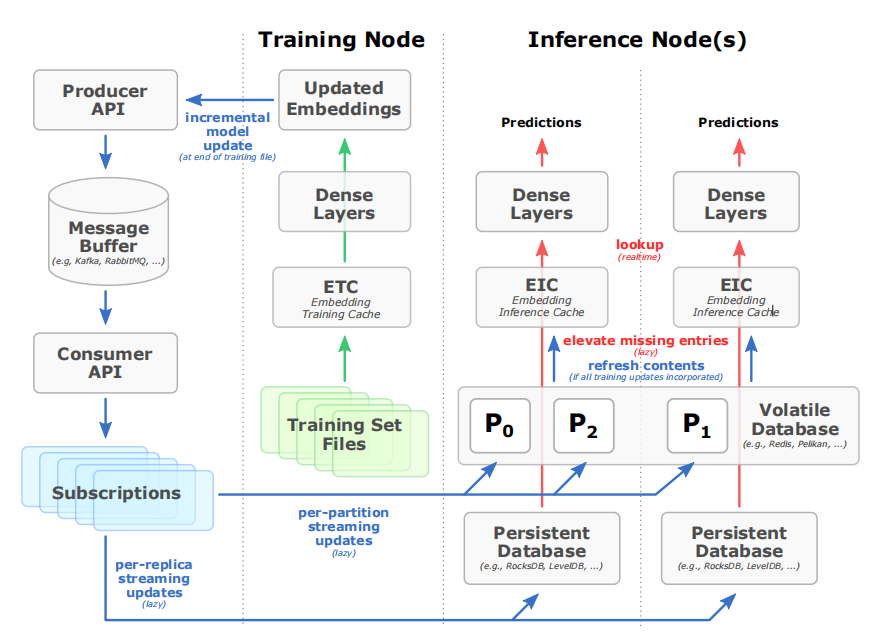 Training Node
Inference Node(s)
Producer
API
Updated
Embeddings
incremental
model
update
(at end of training file)
Predictions
Predictions
Message
Buffer
(e.g, Kafka, RabbitMQ, ...)
Dense
Layers
Dense
Layers
Dense
Layers
lookup
(realtime)
ETC
Embedding
Training Cache
EIC
Embedding
Inference Cache
EIC
Embedding
Inference Cache
Consumer
API
elevate missing entries
(lazy)
refresh contents
(if all training updates incorporated)
Training Set
Files
P0
P2
P1
Volatile
Database
(e.g., Redis, Pelikan, ...)
Subscriptions
per-partition
streaming
updates
(lazy)
Persistent
Database
(e.g., RocksDB, LevelDB, ...)
Persistent
Database
(e.g., RocksDB, LevelDB, ...)
per-replica
streaming
updates
(lazy)